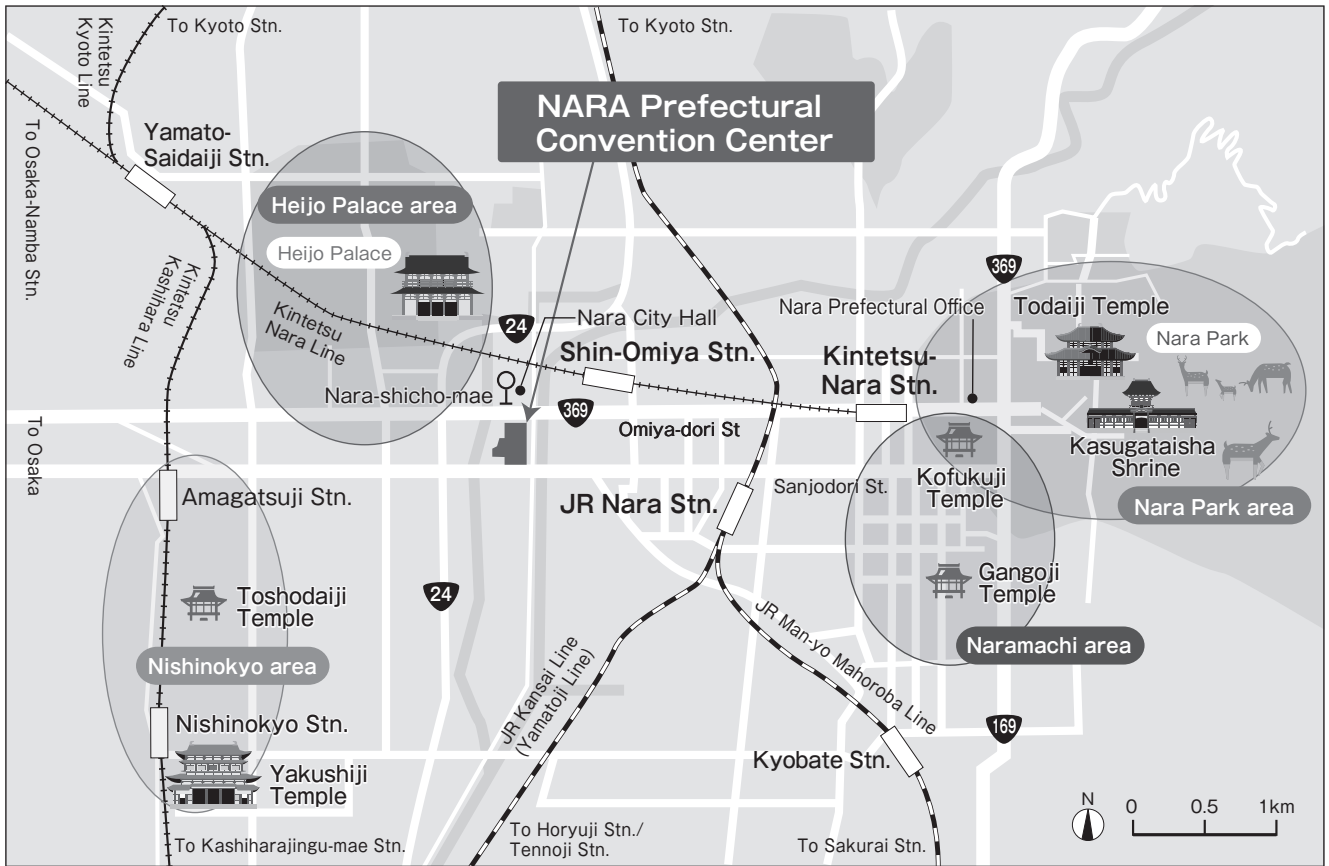 To Kyoto Stn.
To Kyoto Stn.
Kintetsu
Kyoto Line
NARA Prefectural
Convention Center
To Osaka-Namba Stn.
Yamato-
Saidaiji Stn.
Heijo Palace area
Heijo Palace
369
Nara Prefectural Office
Todaiji Temple
Nara Park
Kintetsu
Kashihara Line
Kintetsu
Nara Line
24
Nara City Hall
Shin-Omiya Stn.
Kintetsu-
Nara Stn.
Nara-shicho-mae
369
Omiya-dori St
Kasugataisha
Shrine
To Osaka
Kofukuji
Temple
Amagatsuji Stn.
JR Nara Stn.
Sanjodori St.
Nara Park area
Toshodaiji
Temple
24
Gangoji
Temple
Nishinokyo area
JR Man-yo Mahoroba Line
Naramachi area
JR Kansai Line
(Yamatoji Line)
Nishinokyo Stn.
169
Kyobate Stn.
Yakushiji
Temple
N
0 0.5 1km
To Kashiharajingu-mae Stn.
To Horyuji Stn./
Tennoji Stn.
To Sakurai Stn.